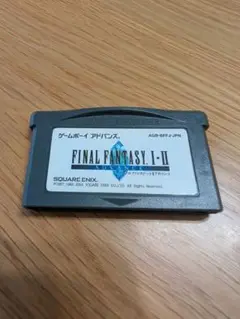 ゲームボーイ アドバンス
AGB-BFFJ-JPN
FINAL FANTASY I・II
ADVANCE
SQUARE ENIX